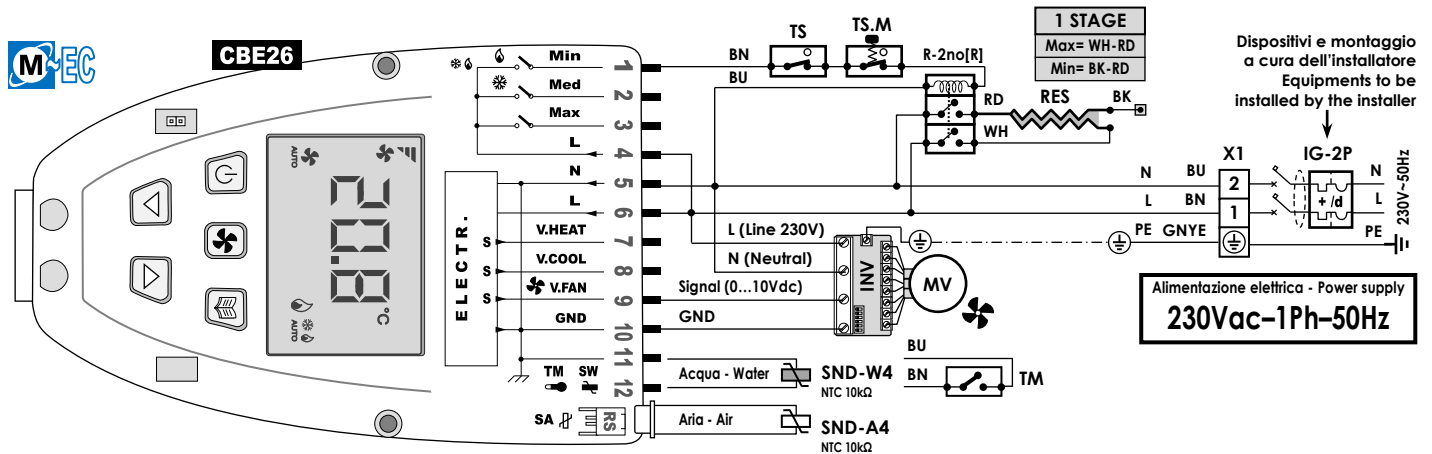 M EC
CBE26
AUTO
20.8
°C
AUTO
Min
Med
Max
L
N
L
V.HEAT
V.COOL
V.FAN
GND
S
S
S
ELECTR.
TM
SW
SA
RS
1
2
3
4
5
6
7
8
9
10
11
12
TS
TS.M
BN
BU
R-2no[R]
RD
WH
RES
BK
1 STAGE
Max= WH-RD
Min= BK-RD
Dispositivi e montaggio
a cura dell'installatore
Equipments to be
installed by the installer
X1
IG-2P
N
BU
2
N
L
BN
1
+ /d
L
PE
GNYE
PE
230V~50Hz
L (Line 230V)
N (Neutral)
Signal (0...10Vdc)
GND
INV
MV
Alimentazione elettrica - Power supply
230Vac–1Ph–50Hz
Acqua - Water
SND-W4
NTC 10kΩ
BU
BN
TM
Aria - Air
SND-A4
NTC 10kΩ